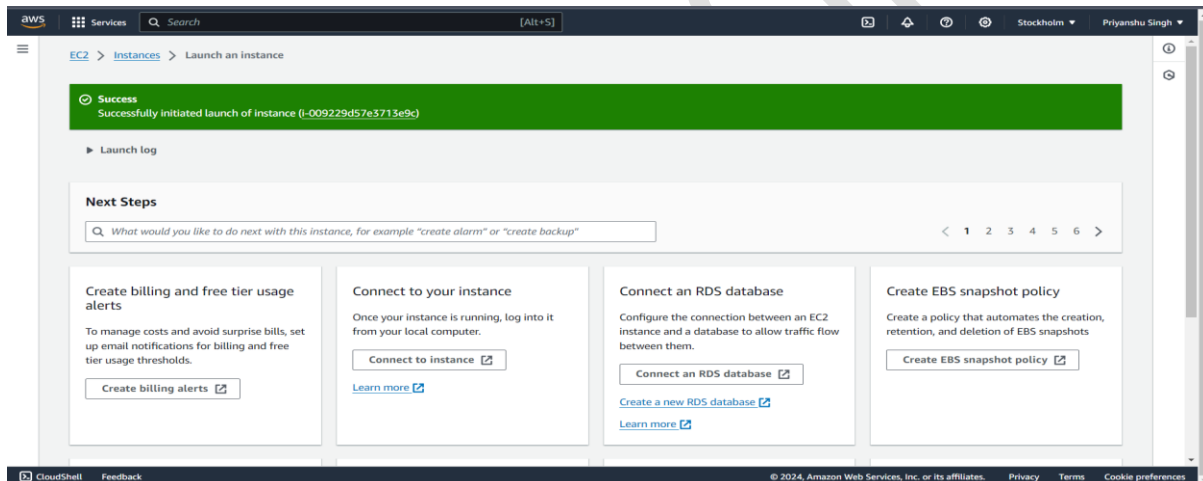 aws Services Search [Alt+S] Stockholm Priyanshu Singh
EC2 > Instances > Launch an instance
Success
Successfully initiated launch of instance (i-009229d57e3713e9c)
Launch log
Next Steps
What would you like to do next with this instance, for example "create alarm" or "create backup"
< 1 2 3 4 5 6 >
Create billing and free tier usage
alerts
To manage costs and avoid surprise bills, set
up email notifications for billing and free
tier usage thresholds.
Create billing alerts
Connect to your instance
Once your instance is running, log into it
from your local computer.
Connect to instance
Learn more
Connect an RDS database
Configure the connection between an EC2
instance and a database to allow traffic flow
between them.
Connect an RDS database
Create a new RDS database
Learn more
Create EBS snapshot policy
Create a policy that automates the creation,
retention, and deletion of EBS snapshots
Create EBS snapshot policy
CloudShell Feedback © 2024, Amazon Web Services, Inc. or its affiliates. Privacy Terms Cookie preferences